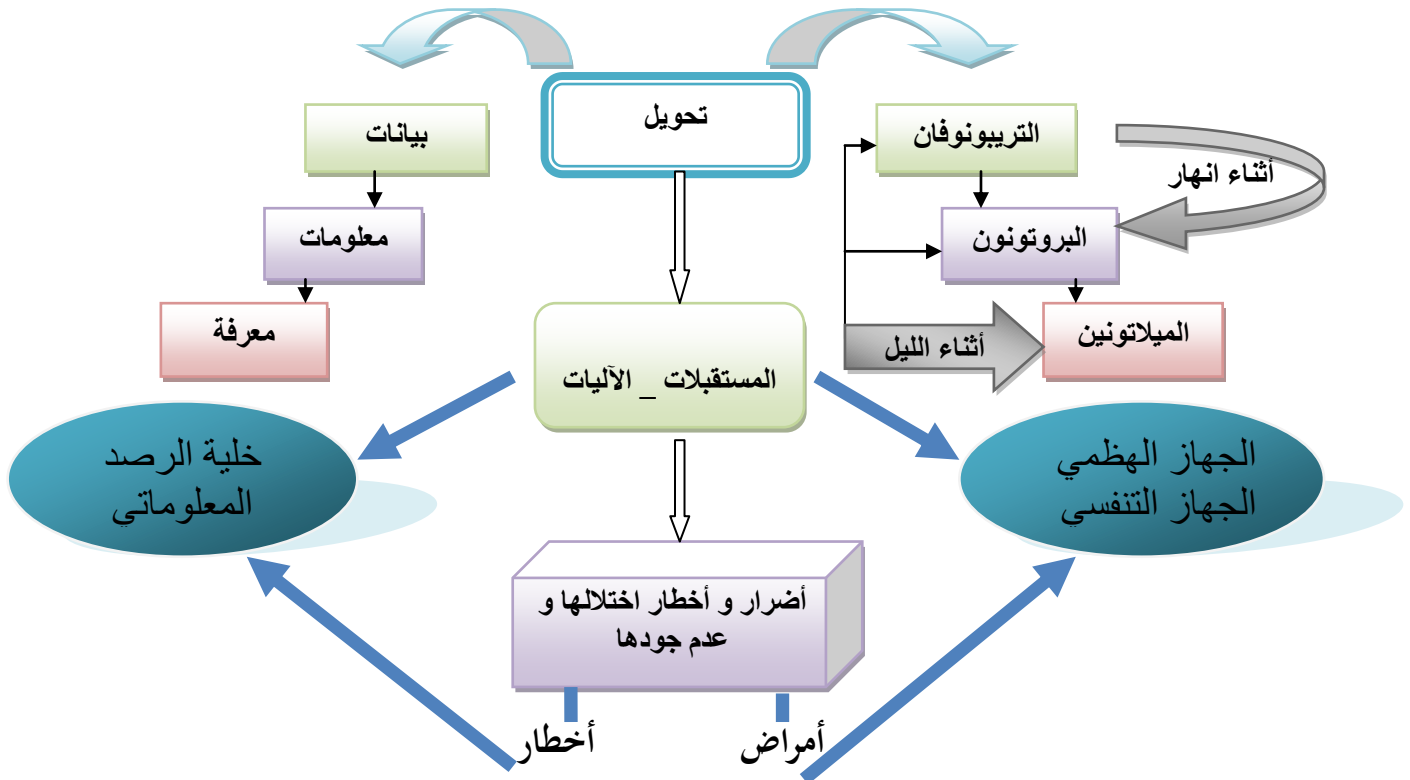 تحويل
التريبونوفان
بيانات
أثناء انهار
البروتونون
معلومات
الميلاتونين
أثناء الليل
معرفة
المستقبلات _ الآليات
الجهاز الهظمي
الجهاز التنفسي
خلية الرصد
المعلوماتي
أضرار و أخطار اختلالها و
عدم جودها
أمراض
أخطار